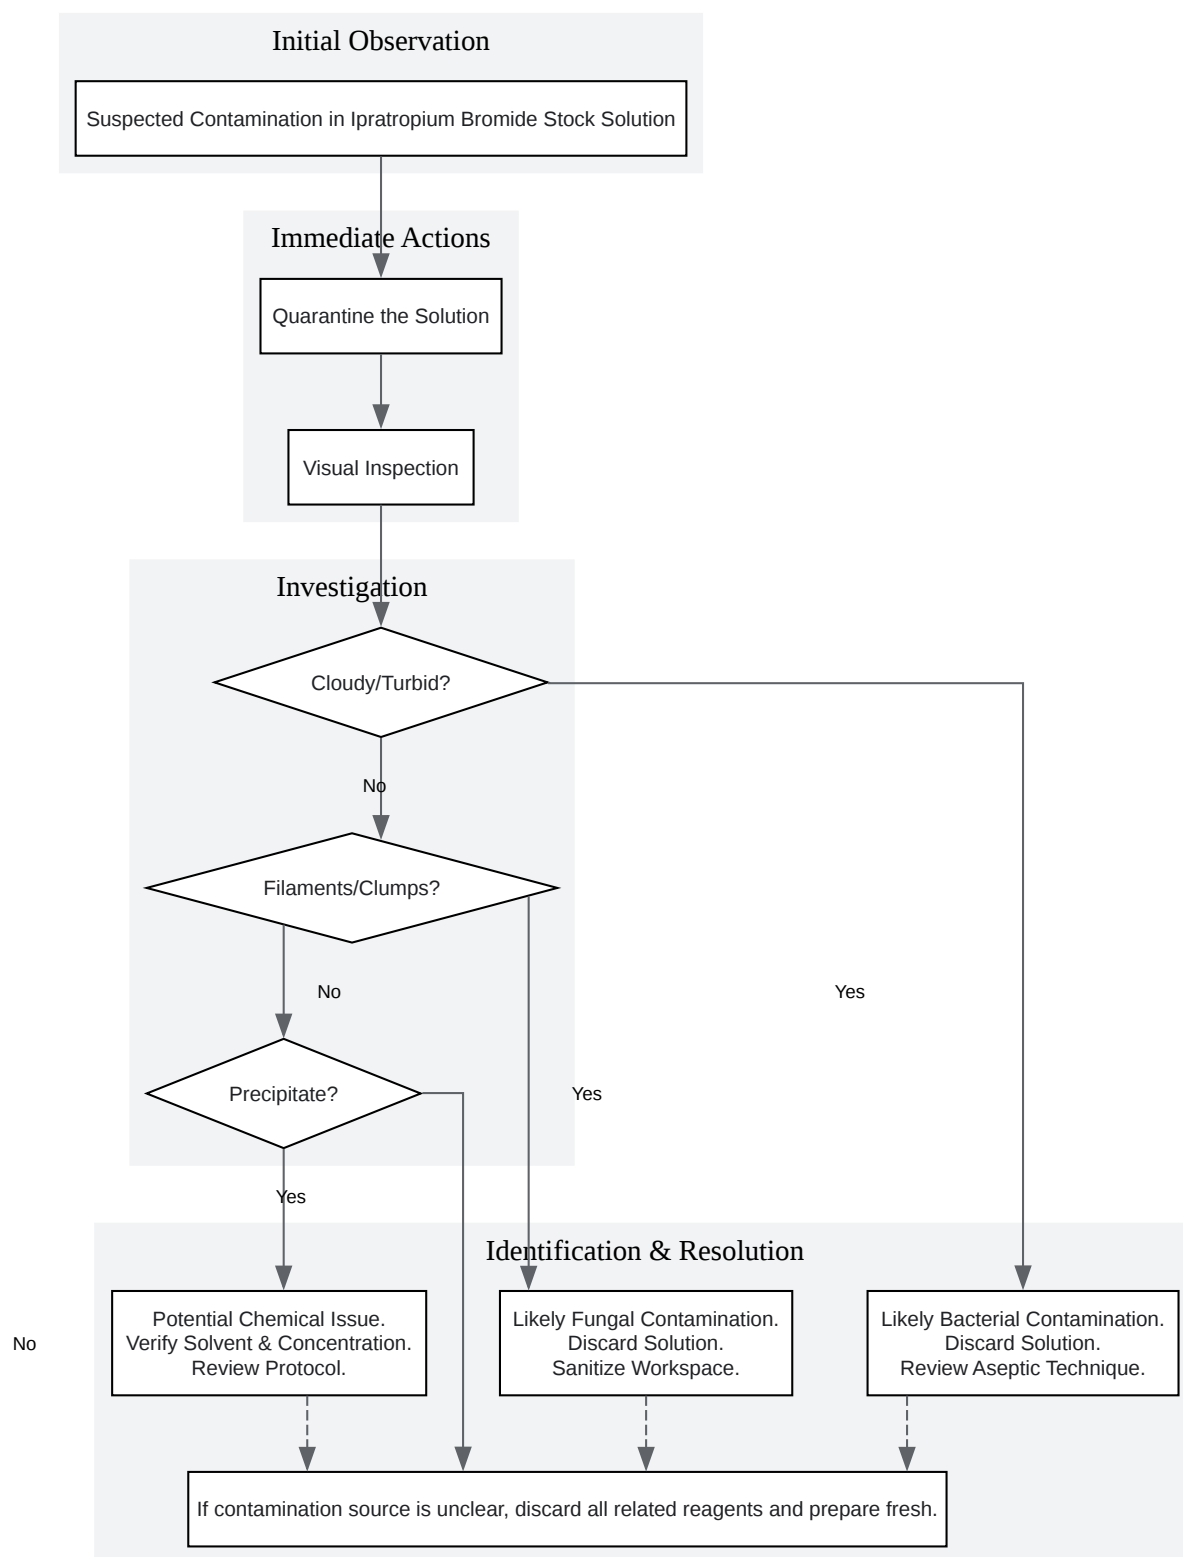 Initial Observation
Suspected Contamination in Ipratropium Bromide Stock Solution
Immediate Actions
Quarantine the Solution
Visual Inspection
Investigation
Cloudy/Turbid?
No
Filaments/Clumps?
No
Yes
Precipitate?
Yes
Yes
Identification & Resolution
Potential Chemical Issue.
Verify Solvent & Concentration.
Review Protocol.
Likely Fungal Contamination.
Discard Solution.
Sanitize Workspace.
Likely Bacterial Contamination.
Discard Solution.
Review Aseptic Technique.
No
If contamination source is unclear, discard all related reagents and prepare fresh.